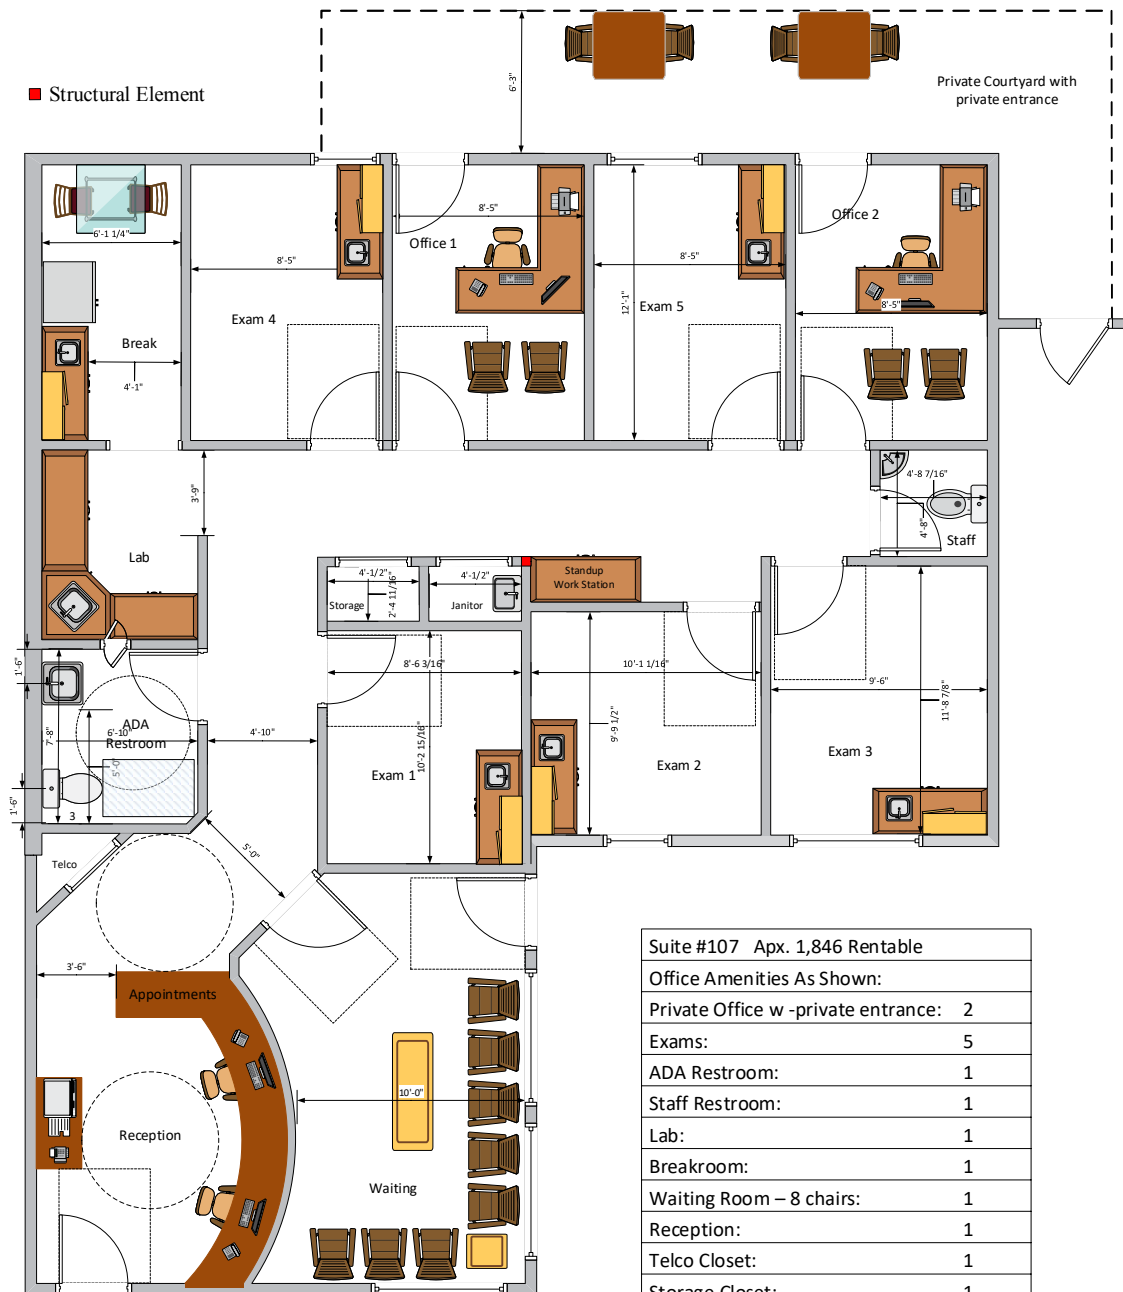 6'-3"
Private Courtyard with
private entrance
Structural Element
6'-1 1/4"
8'-5"
Office 1
Office 2
8'-5"
8'-5"
12'-1"
Exam 4
Exam 5
8'-5"
Break
4'-1"
3'-9"
4'-8 7/16"
4'-8"
Staff
Lab
4'-1/2"
2'-4 11/16"
Storage
4'-1/2"
Janitor
Standup
Work Station
1'-6"
8'-6 3/16"
10'-1 1/16"
9'-6"
11'-8 7/8"
ADA
Restroom
7'-8"
6'-10"
5'-0"
4'-10"
10'-2 15/16"
9'-9 1/2"
Exam 1
Exam 2
Exam 3
1'-6"
3
Telco
5'-0"
3'-6"
Appointments
10'-0"
Reception
Waiting
Suite #107 Apx. 1,846 Rentable
Office Amenities As Shown:
Private Office w -private entrance: 2
Exams: 5
ADA Restroom: 1
Staff Restroom: 1
Lab: 1
Breakroom: 1
Waiting Room – 8 chairs: 1
Reception: 1
Telco Closet: 1
Storage Closet: 1